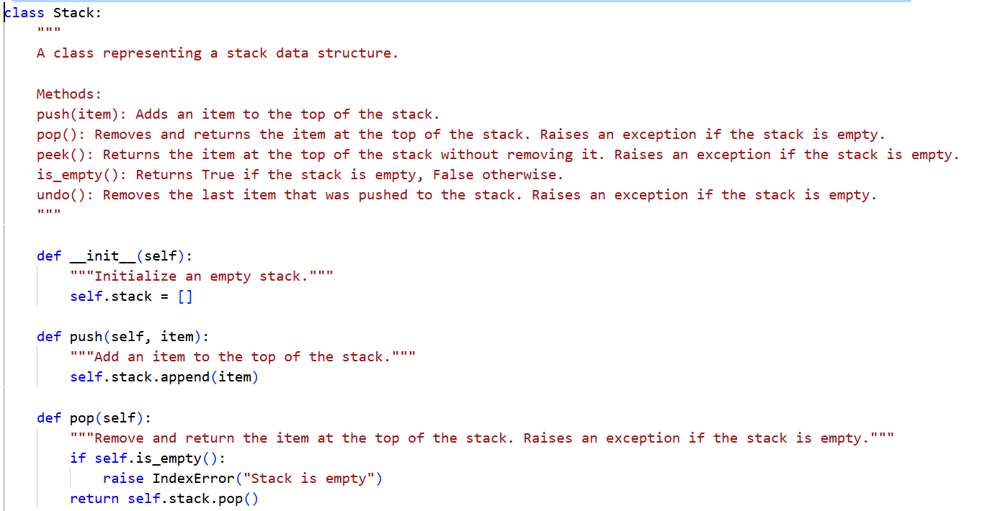 class Stack:
    """
    A class representing a stack data structure.

    Methods:
    push(item): Adds an item to the top of the stack.
    pop(): Removes and returns the item at the top of the stack. Raises an exception if the stack is empty.
    peek(): Returns the item at the top of the stack without removing it. Raises an exception if the stack is empty.
    is_empty(): Returns True if the stack is empty, False otherwise.
    undo(): Removes the last item that was pushed to the stack. Raises an exception if the stack is empty.
    """

    def __init__(self):
        """Initialize an empty stack."""
        self.stack = []

    def push(self, item):
        """Add an item to the top of the stack."""
        self.stack.append(item)

    def pop(self):
        """Remove and return the item at the top of the stack. Raises an exception if the stack is empty."""
        if self.is_empty():
            raise IndexError("Stack is empty")
        return self.stack.pop()